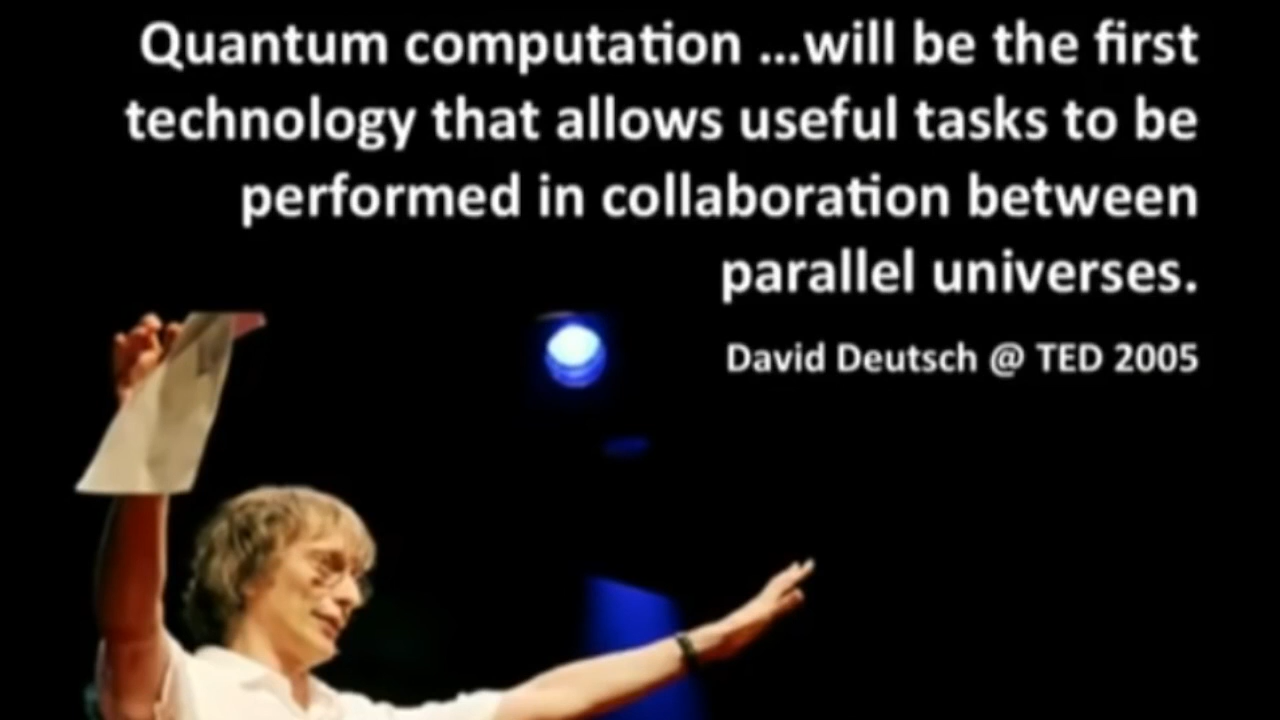 Quantum computation ...will be the first
technology that allows useful tasks to be
performed in collaboration between
parallel universes.
David Deutsch @ TED 2005